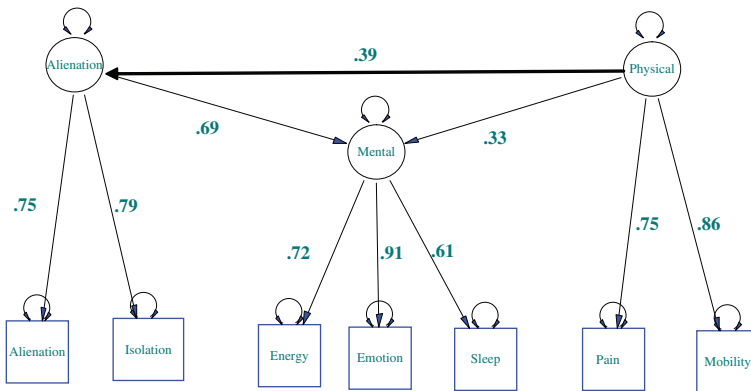 Alienation
.39
Physical
.69
Mental
.33
.75
.79
.72
.91
.61
.75
.86
Alienation
Isolation
Energy
Emotion
Sleep
Pain
Mobility